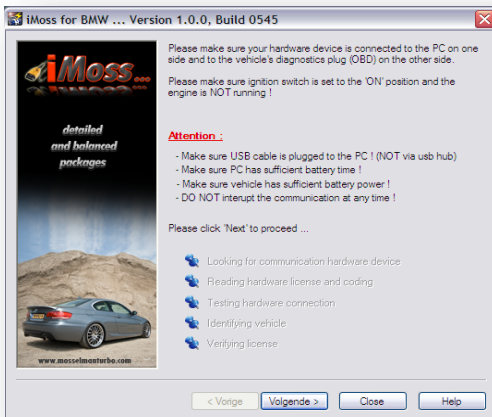 iMoss for BMW ... Version 1.0.0, Build 0545
iMoss...
detailed
and balanced
packages
www.mosselmanturbo.com
Please make sure your hardware device is connected to the PC on one
side and to the vehicle's diagnostics plug (OBD) on the other side.
Please make sure ignition switch is set to the 'ON' position and the
engine is NOT running !
Attention :
- Make sure USB cable is plugged to the PC ! (NOT via usb hub)
- Make sure PC has sufficient battery time !
- Make sure vehicle has sufficient battery power !
- DO NOT interupt the communication at any time !
Please click 'Next' to proceed ...
Looking for communication hardware device
Reading hardware license and coding
Testing hardware connection
Identifying vehicle
Verifying license
< Vorige
Volgende >
Close
Help